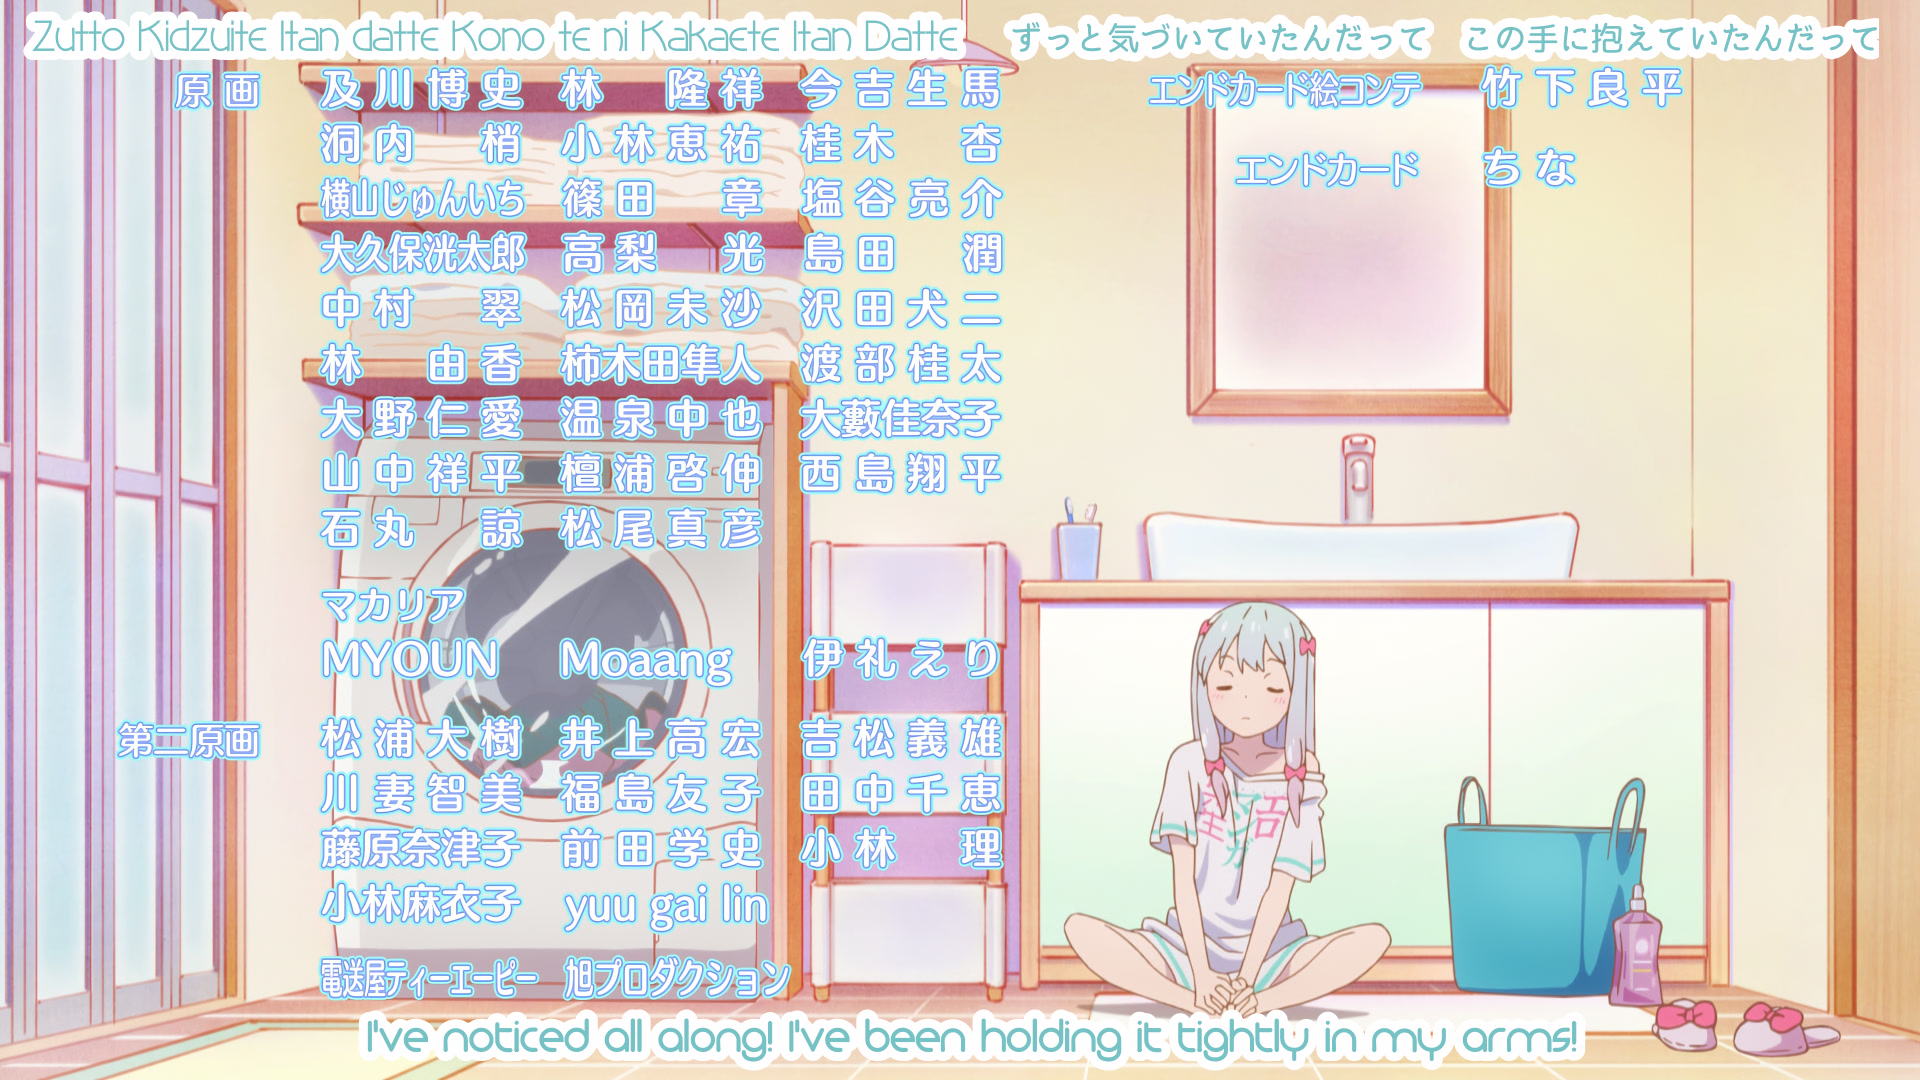 Zutto Kidzuite Itan datte Kono te ni Kakaete Itan Datte ずっと気づいていたんだって この手に抱えていたんだって
原画 及川博史 林 隆祥 今吉生馬
洞内 梢 小林恵祐 桂木 杏
横山じゅんいち 篠田 章 塩谷亮介
大久保洸太郎 高梨 光 島田 潤
中村 翠 松岡未沙 沢田犬二
林 由香 柿木田隼人 渡部桂太
大野仁愛 温泉中也 大藪佳奈子
山中祥平 檀浦啓伸 西島翔平
石丸 諒 松尾真彦
マカリア
MYOUN Moaang 伊礼えり
第二原画 松浦大樹 井上高宏 吉松義雄
川妻智美 福島友子 田中千恵
藤原奈津子 前田学史 小林 理
小林麻衣子 yuu gai lin
電送屋ティーエーピー 旭プロダクション
エンドカード絵コンテ 竹下良平
エンドカード ちな
I've noticed all along! I've been holding it tightly in my arms!